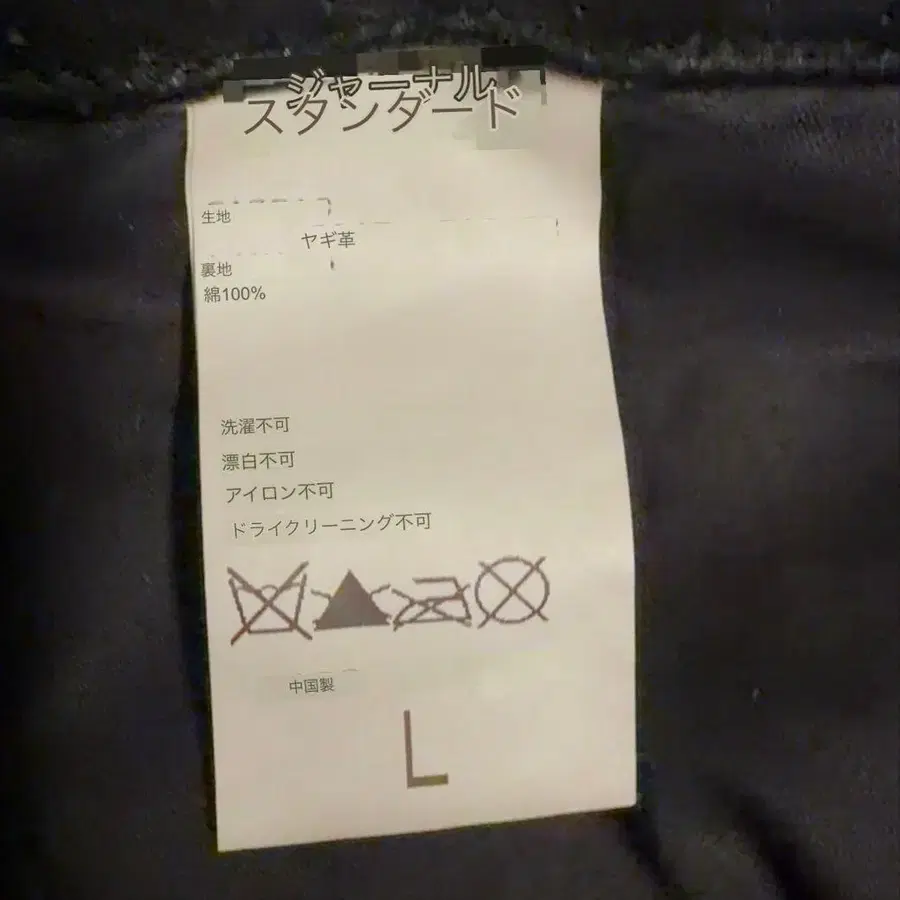 ジャーナル
スタンダード
生地
ヤギ革
裏地
綿100%
洗濯不可
漂白不可
アイロン不可
ドライクリーニング不可
中国製
L